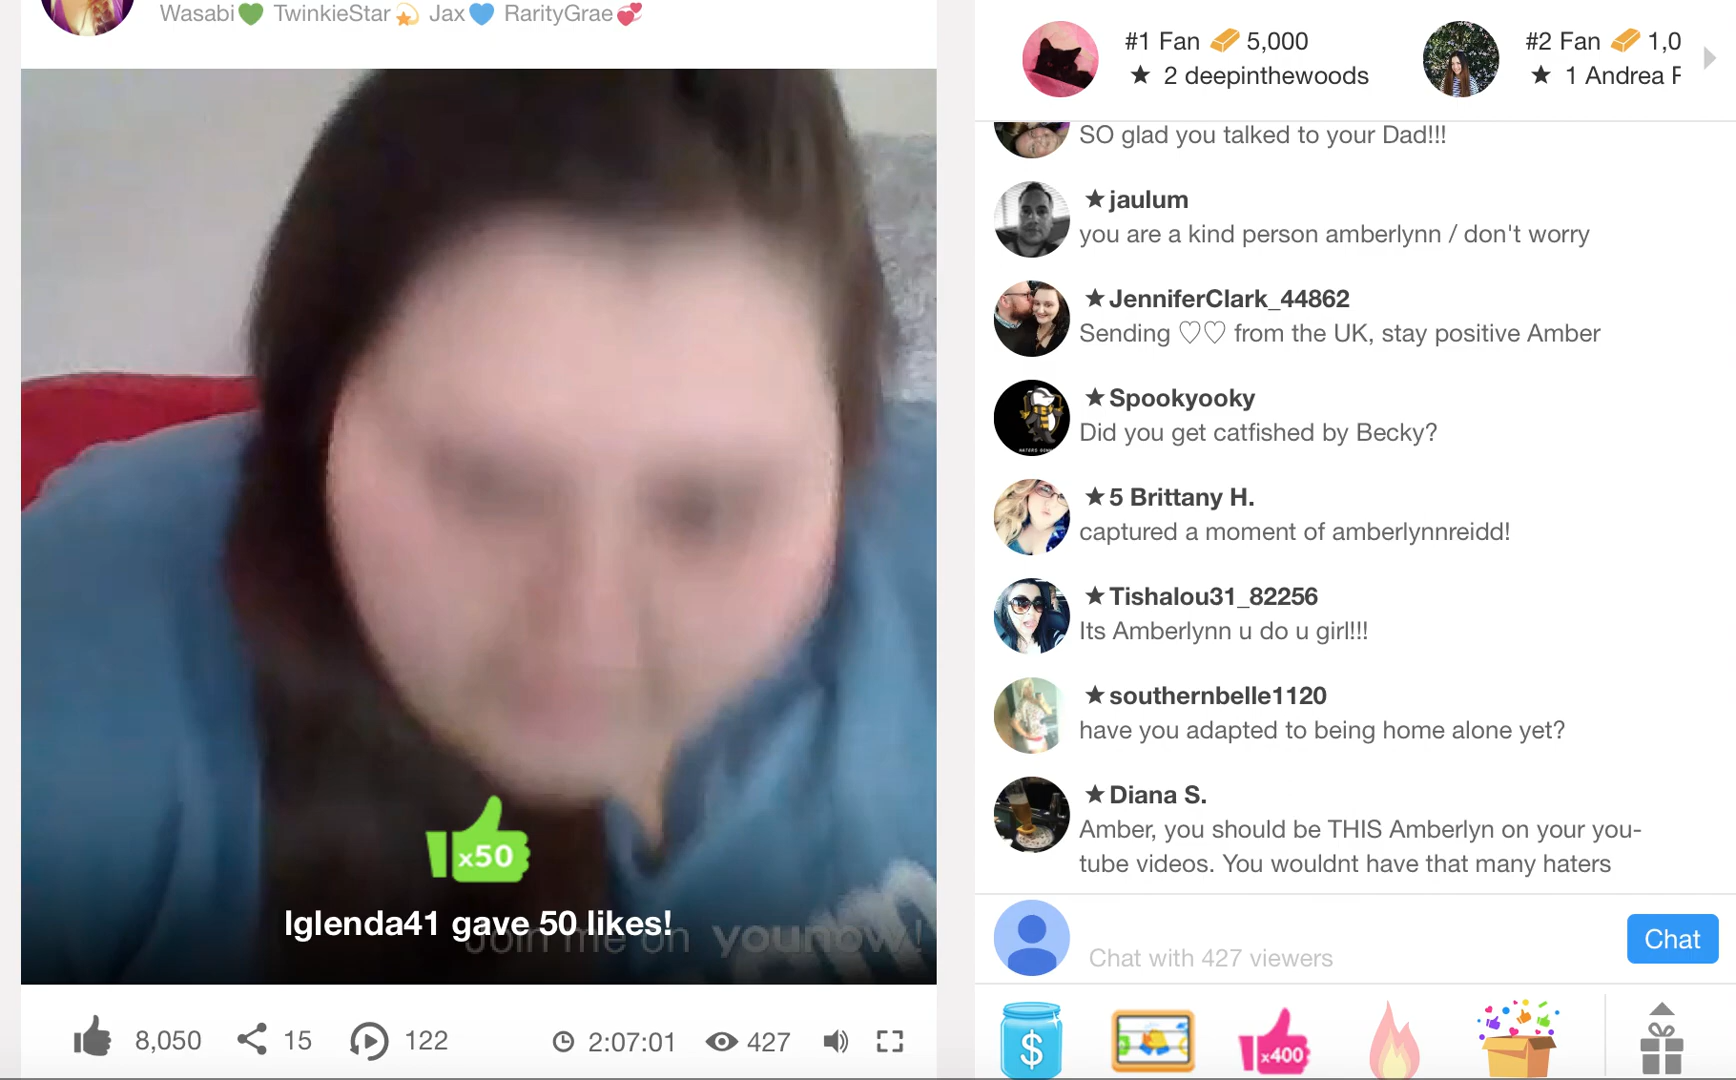 Wasabi💚 TwinkieStar💫 Jax💙 RarityGrae💞
x50
lglenda41 gave 50 likes!
Join me on younow!
8,050
15
122
2:07:01
427
#1 Fan 5,000
★ 2 deepinthewoods
#2 Fan 1,0
★ 1 Andrea F
SO glad you talked to your Dad!!!
★jaulum
you are a kind person amberlynn / don't worry
★JenniferClark_44862
Sending ♡♡ from the UK, stay positive Amber
★Spookyooky
Did you get catfished by Becky?
★5 Brittany H.
captured a moment of amberlynnreidd!
★Tishalou31_82256
Its Amberlynn u do u girl!!!
★southernbelle1120
have you adapted to being home alone yet?
★Diana S.
Amber, you should be THIS Amberlyn on your you-
tube videos. You wouldnt have that many haters
Chat with 427 viewers
Chat
$
x400